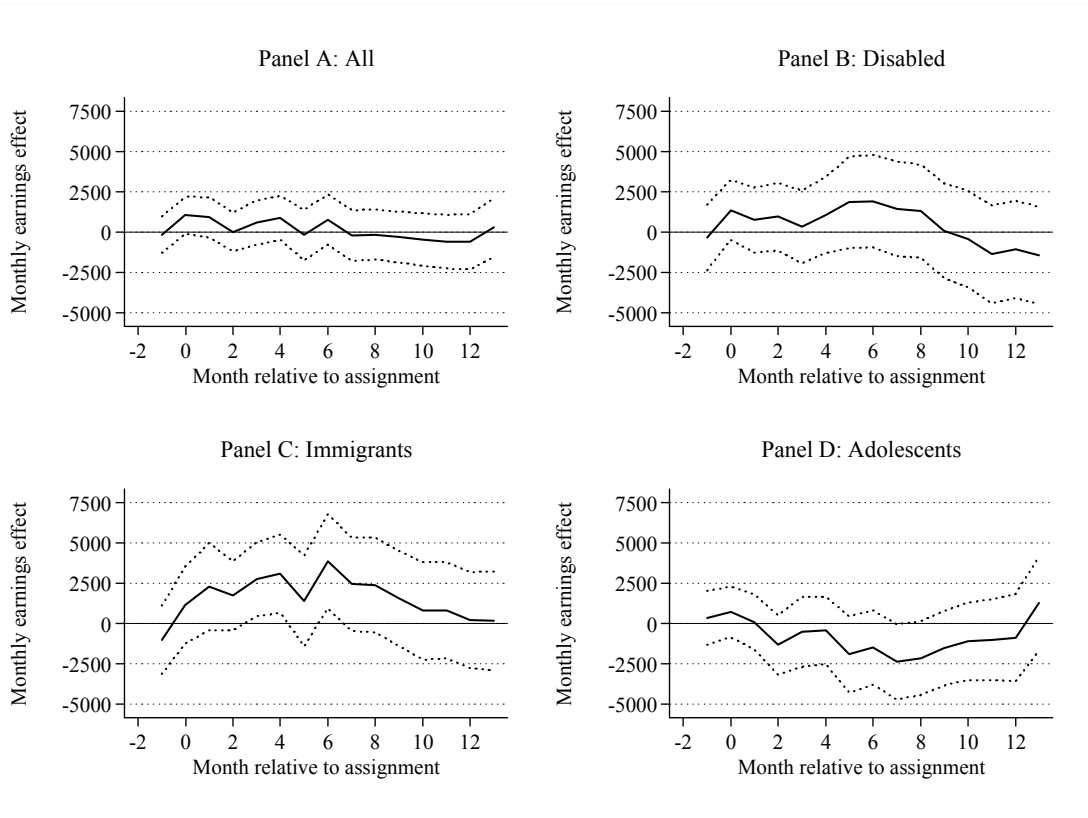 Panel A: All
Monthly earnings effect
7500
5000
2500
0
-2500
-5000
-2 0 2 4 6 8 10 12
Month relative to assignment
Panel B: Disabled
Monthly earnings effect
7500
5000
2500
0
-2500
-5000
-2 0 2 4 6 8 10 12
Month relative to assignment
Panel C: Immigrants
Monthly earnings effect
7500
5000
2500
0
-2500
-5000
-2 0 2 4 6 8 10 12
Month relative to assignment
Panel D: Adolescents
Monthly earnings effect
7500
5000
2500
0
-2500
-5000
-2 0 2 4 6 8 10 12
Month relative to assignment